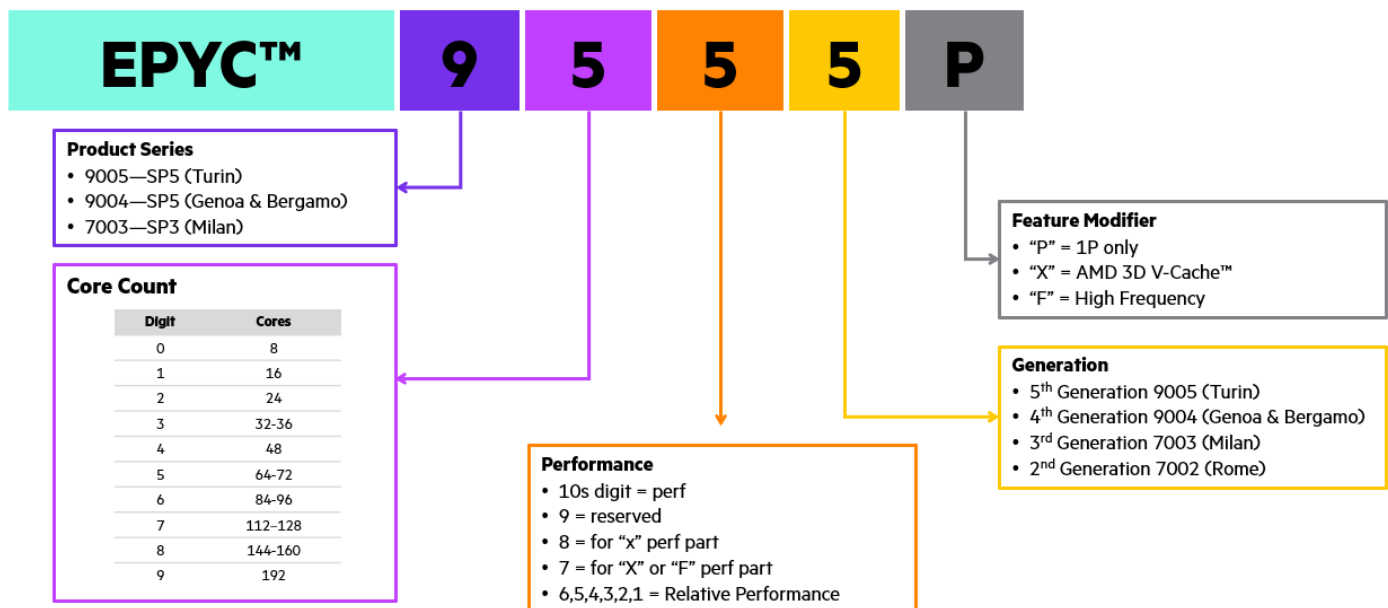 EPYC™ 9 5 5 5 P
Product Series
• 9005—SP5 (Turin)
• 9004—SP5 (Genoa & Bergamo)
• 7003—SP3 (Milan)
Core Count
Digit Cores
0 8
1 16
2 24
3 32-36
4 48
5 64-72
6 84-96
7 112–128
8 144-160
9 192
Performance
• 10s digit = perf
• 9 = reserved
• 8 = for “x” perf part
• 7 = for “X” or “F” perf part
• 6,5,4,3,2,1 = Relative Performance
Feature Modifier
• “P” = 1P only
• “X” = AMD 3D V-Cache™
• “F” = High Frequency
Generation
• 5th Generation 9005 (Turin)
• 4th Generation 9004 (Genoa & Bergamo)
• 3rd Generation 7003 (Milan)
• 2nd Generation 7002 (Rome)